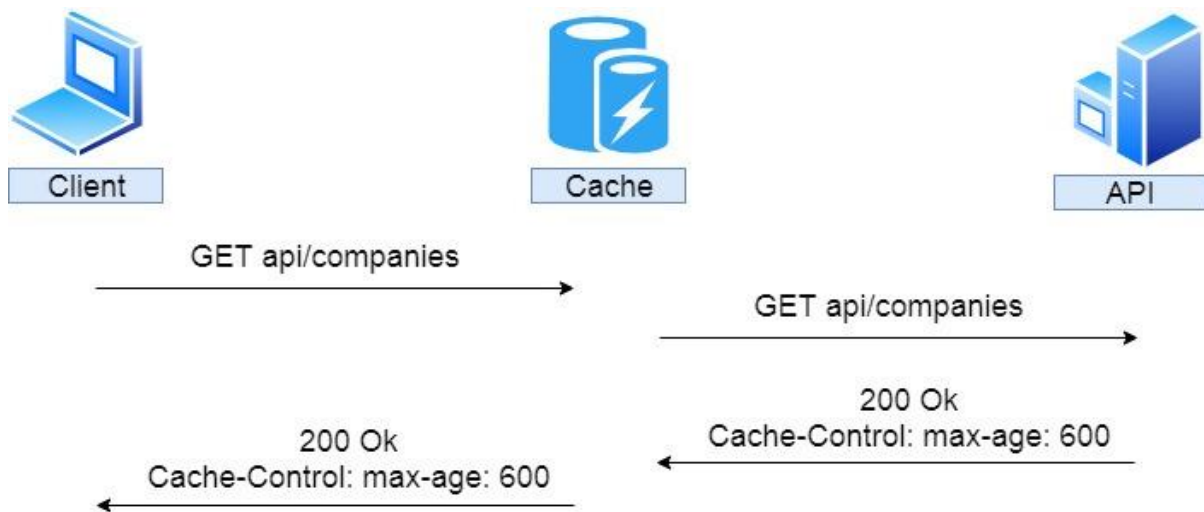 Client
Cache
API
GET api/companies
GET api/companies
200 Ok
Cache-Control: max-age: 600
200 Ok
Cache-Control: max-age: 600